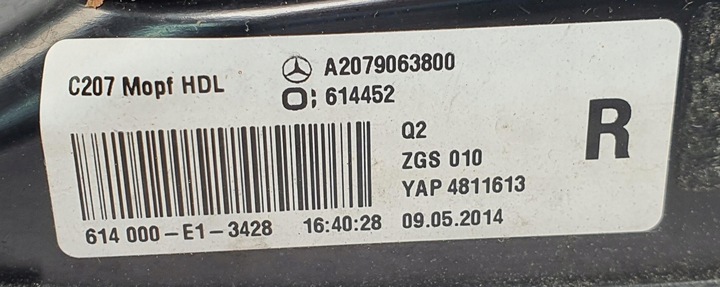 C207 Mopf HDL A2079063800
614452
R
Q2
ZGS 010
YAP 4811613
614 000-E1-3428 16:40:28 09.05.2014